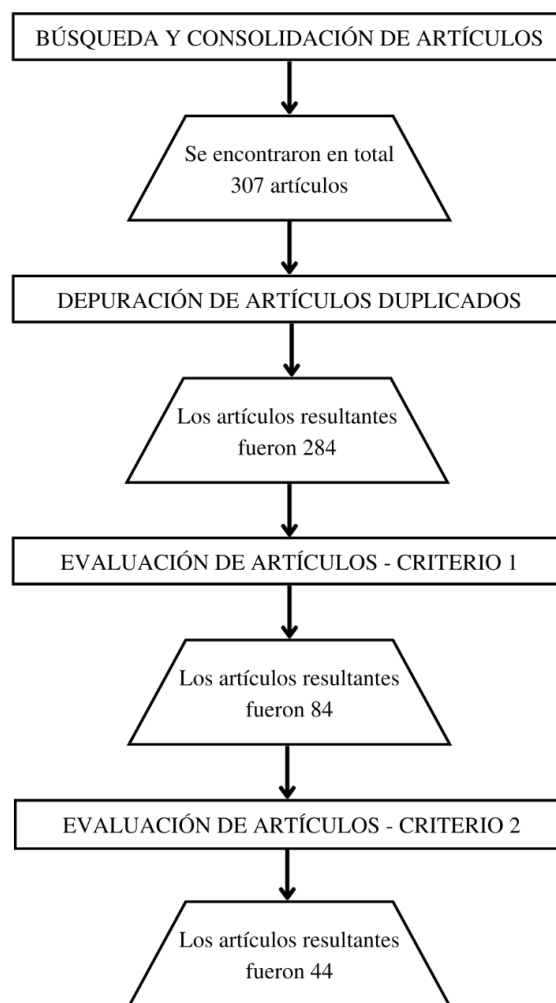 BÚSQUEDA Y CONSOLIDACIÓN DE ARTÍCULOS
Se encontraron en total
307 artículos
DEPURACIÓN DE ARTÍCULOS DUPLICADOS
Los artículos resultantes
fueron 284
EVALUACIÓN DE ARTÍCULOS - CRITERIO 1
Los artículos resultantes
fueron 84
EVALUACIÓN DE ARTÍCULOS - CRITERIO 2
Los artículos resultantes
fueron 44